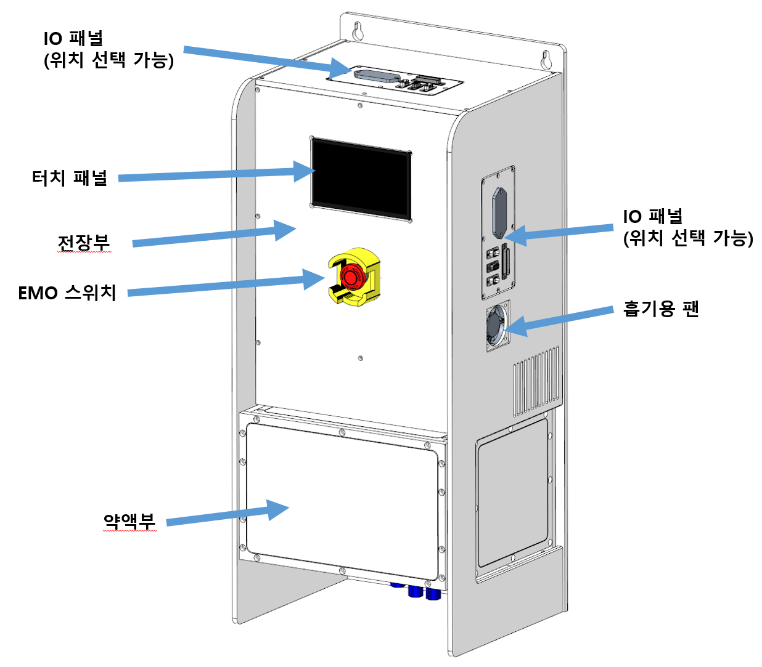 IO 패널
(위치 선택 가능)
터치 패널
전장부
EMO 스위치
약액부
IO 패널
(위치 선택 가능)
흡기용 팬